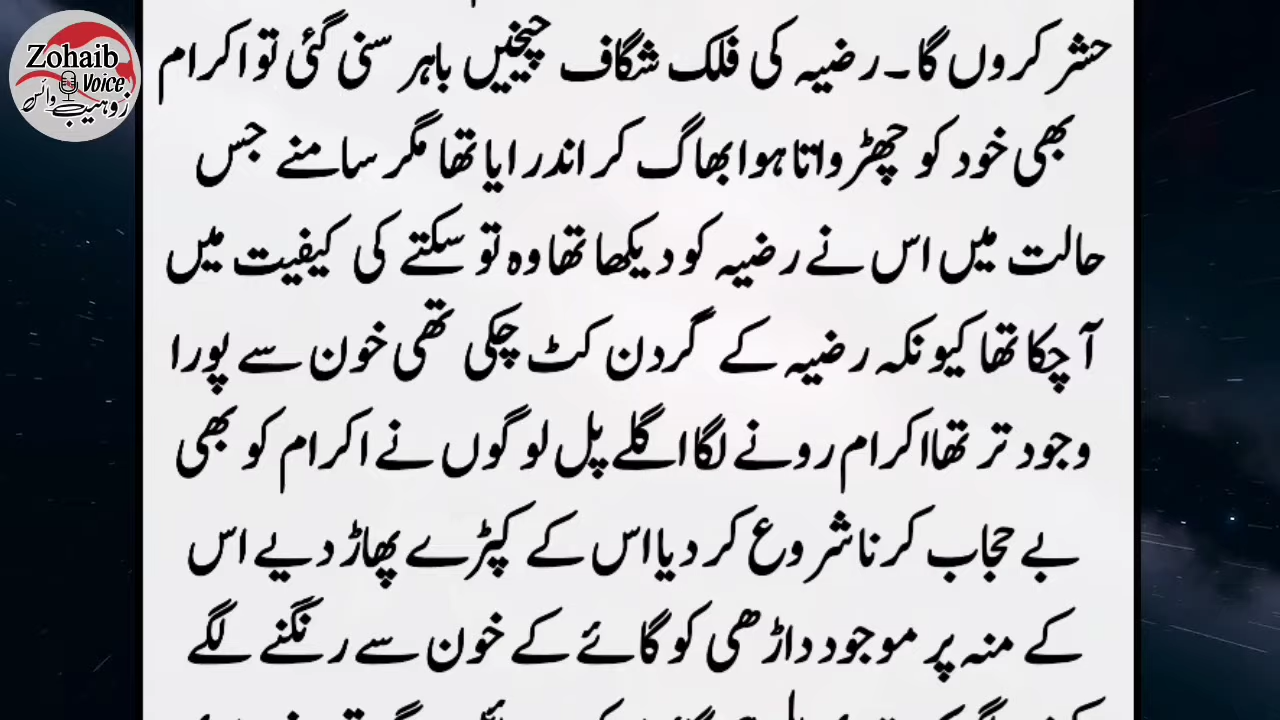 Zohaib
Voice
زوہیب وائس
حشر کروں گا۔ رضیہ کی فلک شگاف چیخیں باہر سنی گئی تو اکرام
بھی خود کو چھڑواتا ہوا بھاگ کر اندر ایا تھا مگر سامنے جس
حالت میں اس نے رضیہ کو دیکھا تھا وہ تو سکتے کی کیفیت میں
آ چکا تھا کیونکہ رضیہ کے گردن کٹ چکی تھی خون سے پورا
وجود تر تھا اکرام رونے لگا اگلے پل لوگوں نے اکرام کو بھی
بے حجاب کرنا شروع کر دیا اس کے کپڑے پھاڑ دیے اس
کے منہ پر موجود داڑھی کو گائے کے خون سے رنگنے لگے